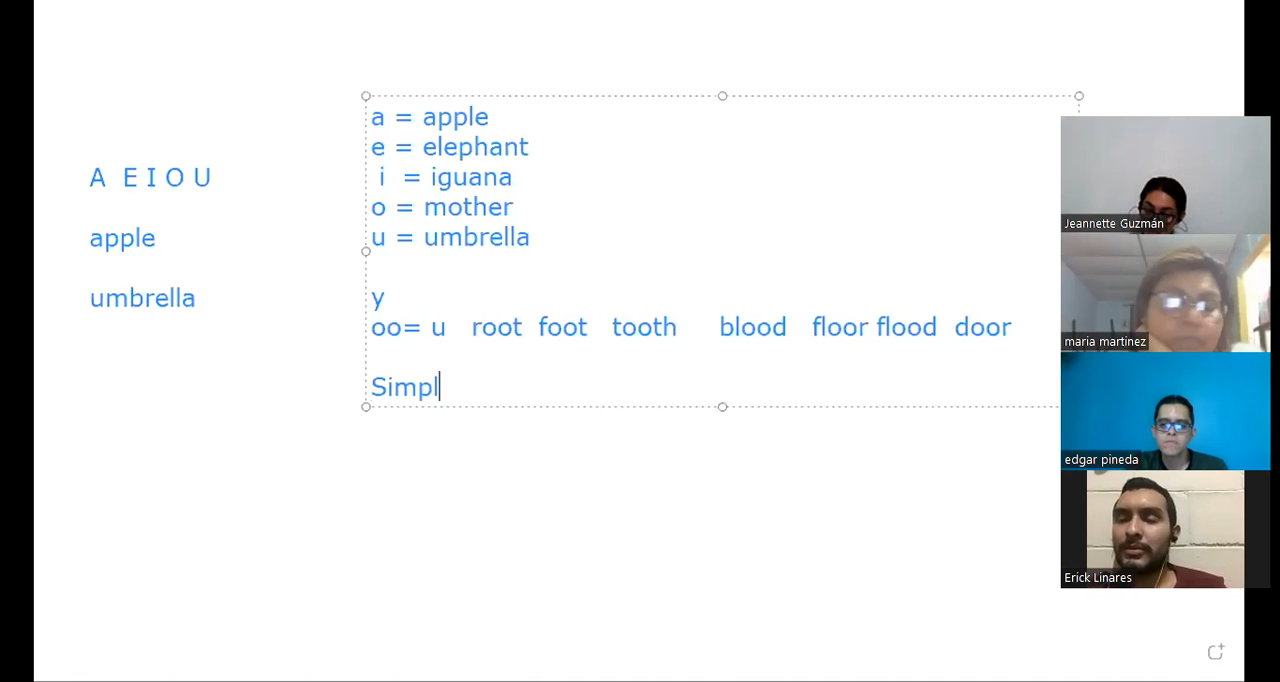 A E I O U
apple
umbrella
a = apple
e = elephant
i = iguana
o = mother
u = umbrella
y
oo= u root foot tooth blood floor flood door
Simpl
Jeannette Guzmán
maria martinez
edgar pineda
Erick Linares